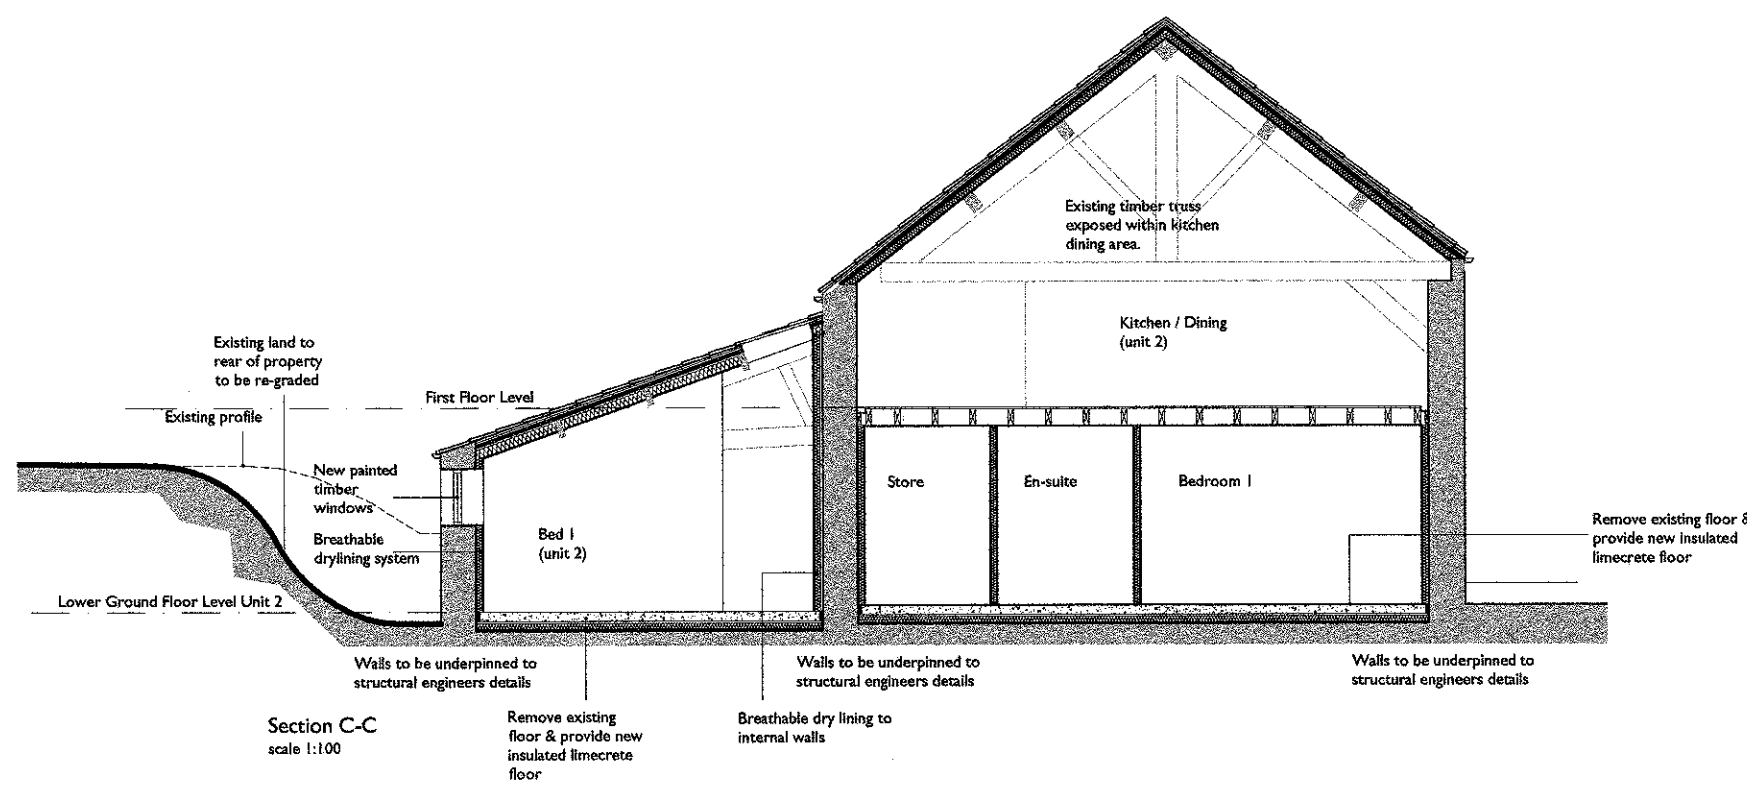 Existing timber truss
exposed within kitchen
dining area.
Kitchen / Dining
(unit 2)
Existing land to
rear of property
to be re-graded
First Floor Level
Existing profile
New painted
timber
windows
Breathable
drylining system
Bed 1
(unit 2)
Store
En-suite
Bedroom 1
Remove existing floor &
provide new insulated
limecrete floor
Lower Ground Floor Level Unit 2
Walls to be underpinned to
structural engineers details
Walls to be underpinned to
structural engineers details
Walls to be underpinned to
structural engineers details
Section C-C
scale 1:100
Remove existing
floor & provide new
insulated limecrete
floor
Breathable dry lining to
internal walls